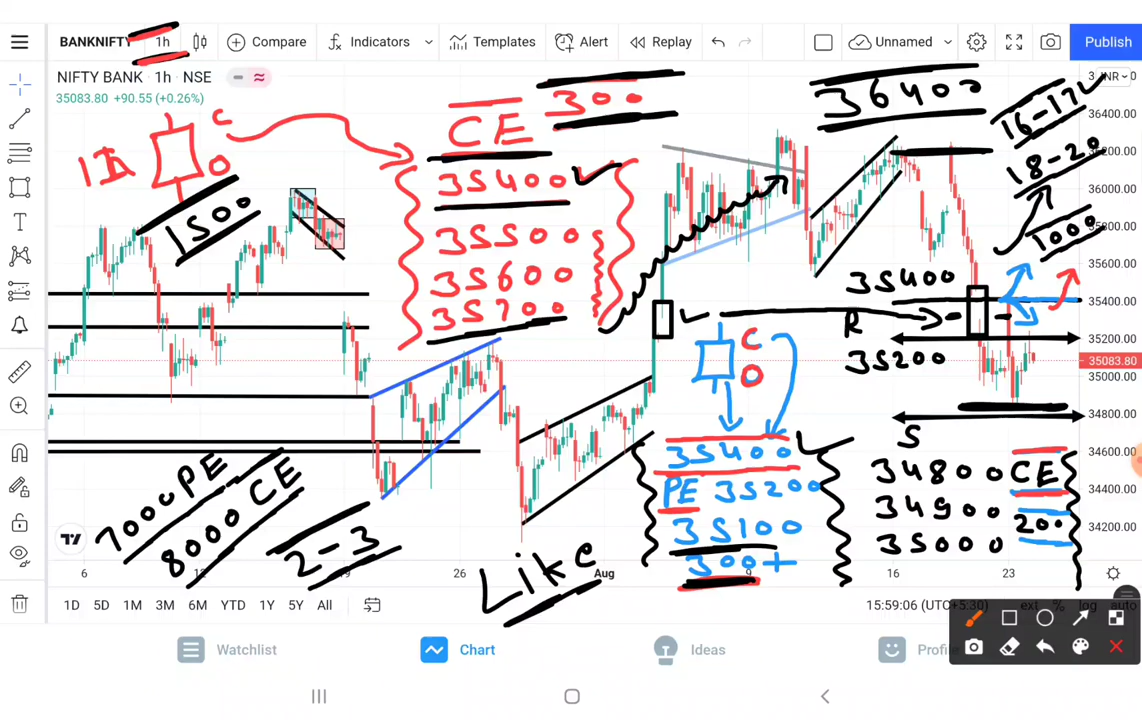 BANKNIFTY 1h Compare Indicators Templates Alert Replay Unnamed Publish
NIFTY BANK · 1h · NSE
35083.80 +90.55 (+0.26%)
INR
36400.00
36200.00
36000.00
35800.00
35600.00
35400.00
35200.00
35083.80
35000.00
34800.00
34600.00
34400.00
34200.00
C
O
1500
CE 300
35400
35500
35600
35700
36400
16-17
18-20
1000
35400
R
35200
S
C
O
35400
PE 35200
35100
300+
34800 CE
34900 200
35000
7000 PE
8000 CE
2-3
Like
6 12 19 26 Aug 9 16 23
1D 5D 1M 3M 6M YTD 1Y 5Y All
15:59:06 (UTC+5:30) ext % log auto
Watchlist Chart Ideas